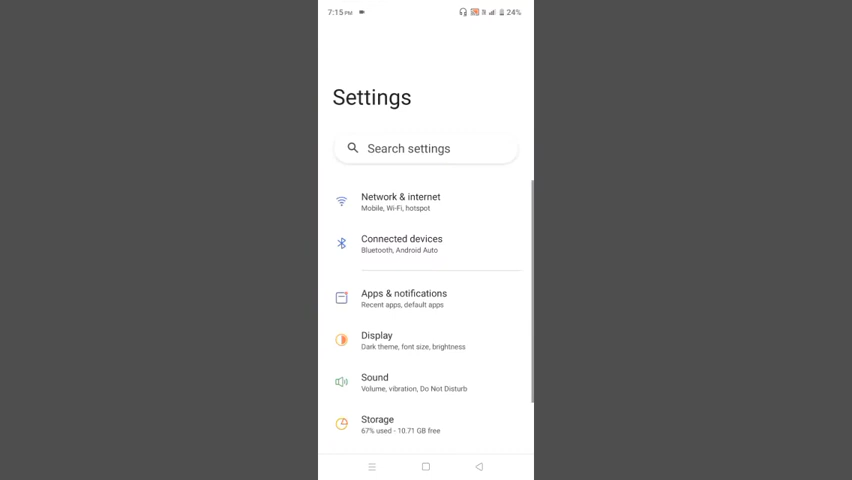 7:15 PM 24%
Settings
Search settings
Network & internet
Mobile, Wi-Fi, hotspot
Connected devices
Bluetooth, Android Auto
Apps & notifications
Recent apps, default apps
Display
Dark theme, font size, brightness
Sound
Volume, vibration, Do Not Disturb
Storage
67% used - 10.71 GB free